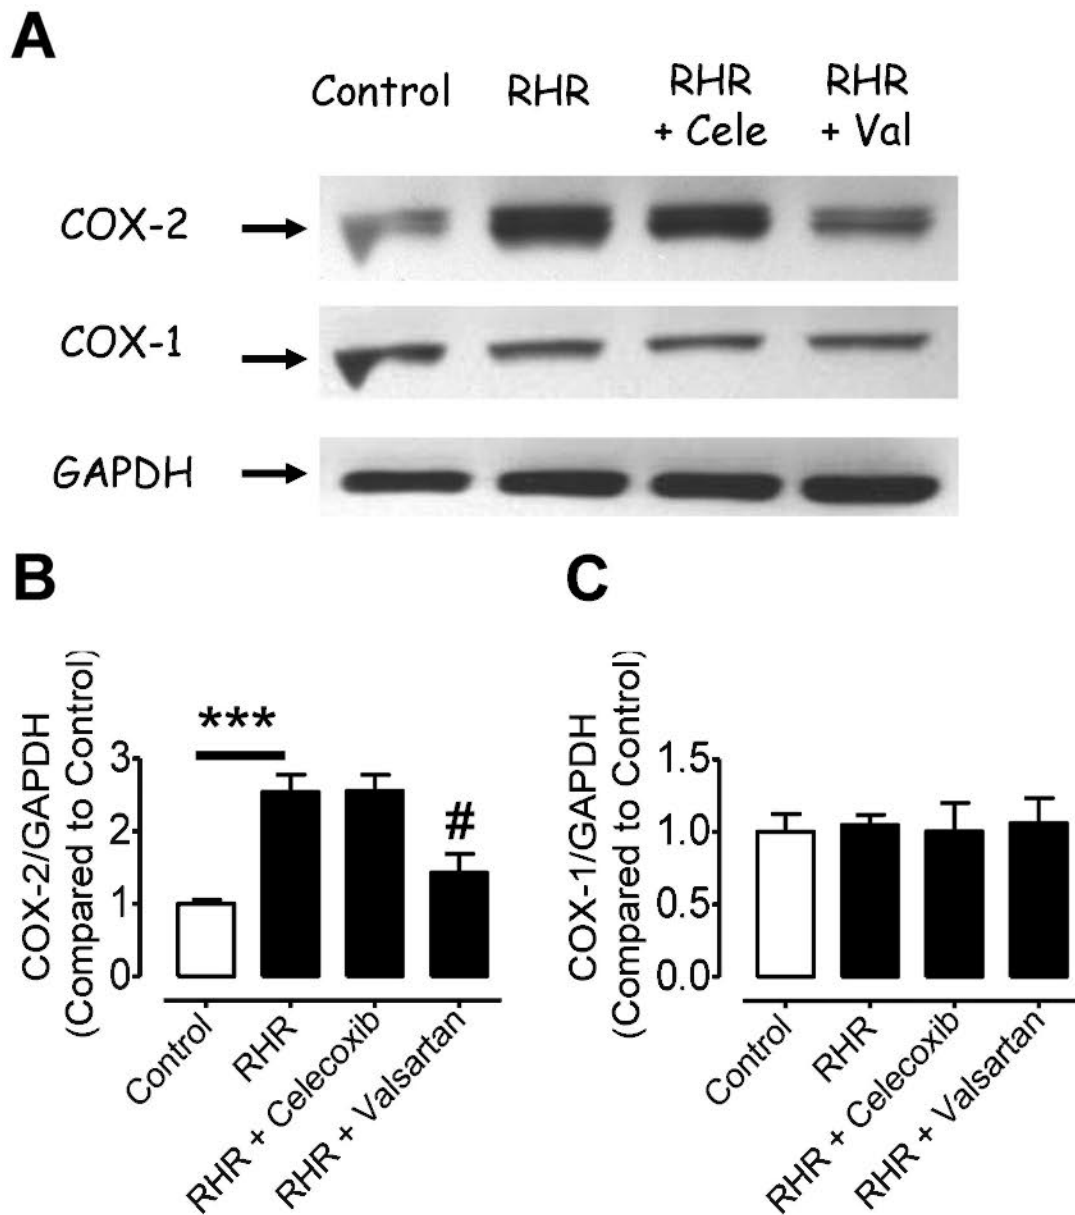 A
Control
RHR
RHR
+ Cele
RHR
+ Val
COX-2
COX-1
GAPDH
B
COX-2/GAPDH
(Compared to Control)
3
2
1
0
***
#
Control
RHR
RHR + Celecoxib
RHR + Valsartan
C
COX-1/GAPDH
(Compared to Control)
1.5
1.0
0.5
0.0
Control
RHR
RHR + Celecoxib
RHR + Valsartan